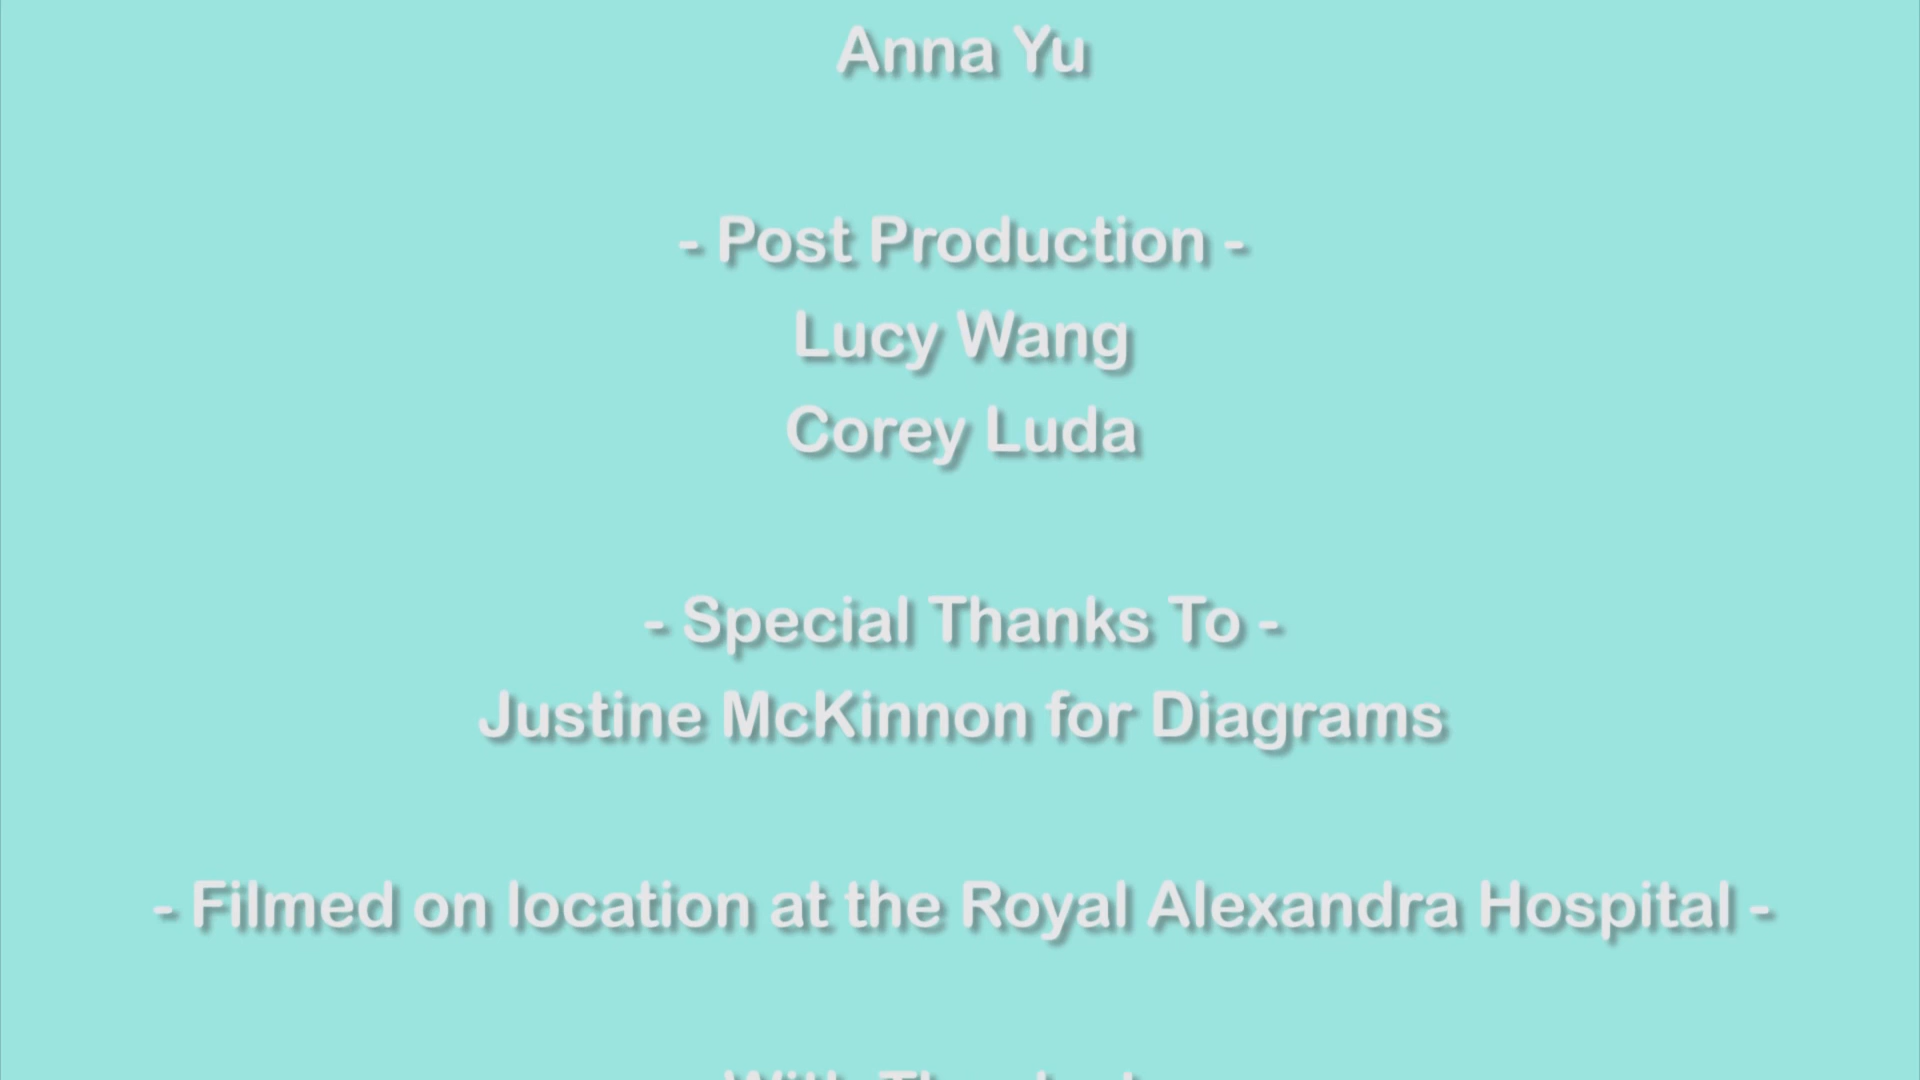 Anna Yu
- Post Production -
Lucy Wang
Corey Luda
- Special Thanks To -
Justine McKinnon for Diagrams
- Filmed on location at the Royal Alexandra Hospital -